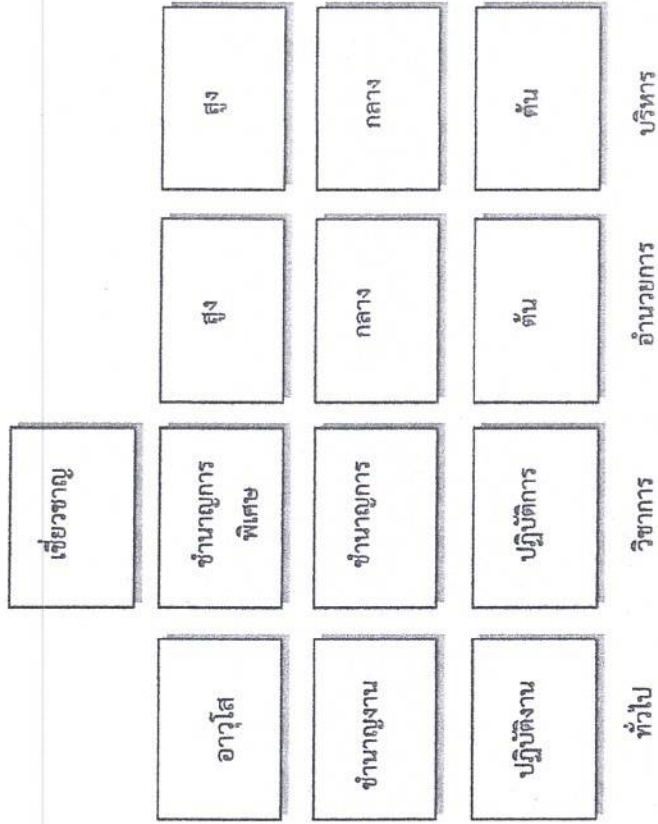 เชี่ยวชาญ
อาวุโส
ชำนาญการ
พิเศษ
สูง
สูง
ชำนาญงาน
ชำนาญการ
กลาง
กลาง
ปฏิบัติงาน
ปฏิบัติการ
ต้น
ต้น
ทั่วไป
วิชาการ
อำนวยการ
บริหาร